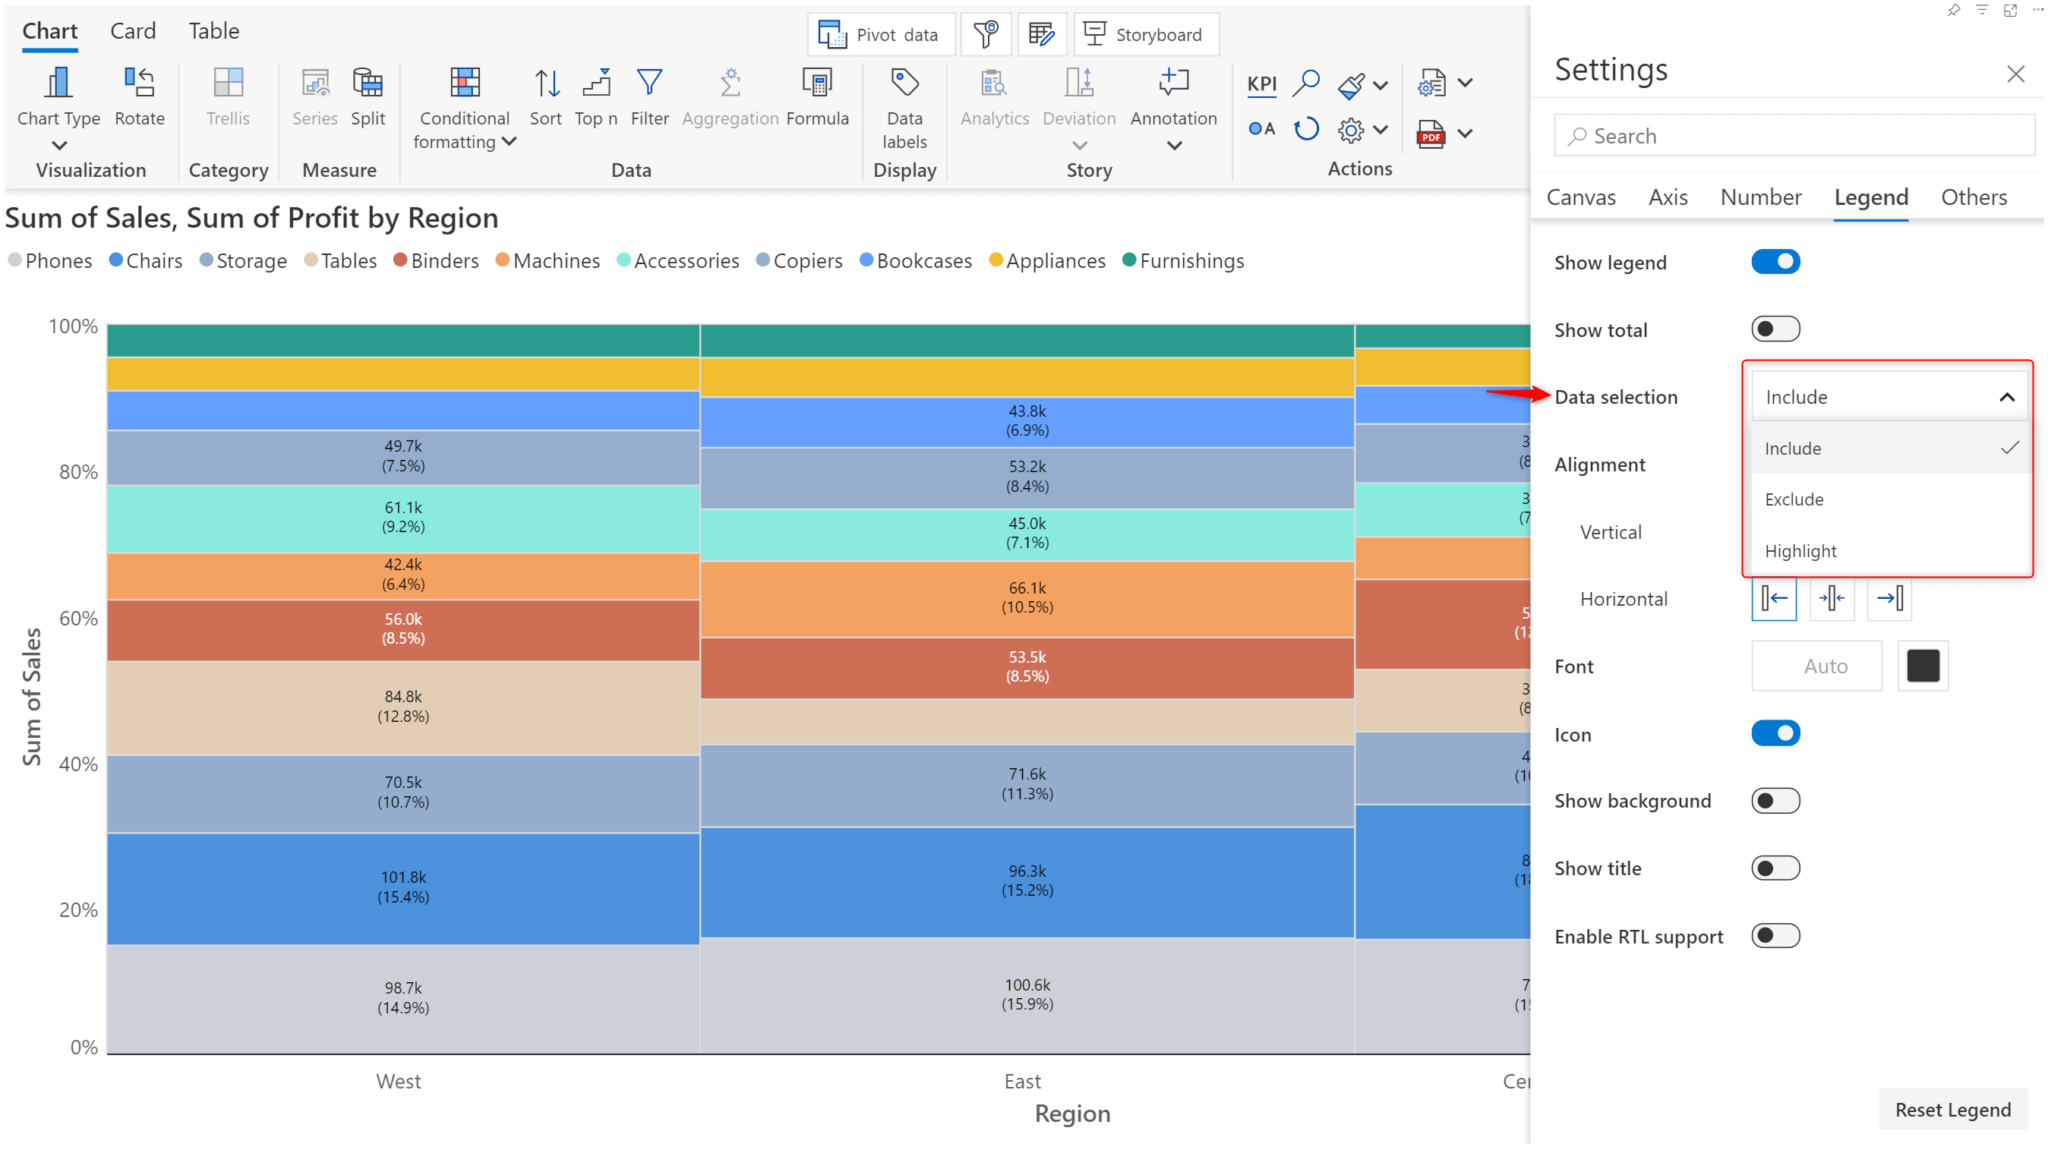 Chart Card Table
Pivot data Storyboard
Chart Type Rotate Trellis Series Split Conditional formatting Sort Top n Filter Aggregation Formula Data labels Analytics Deviation Annotation KPI A PDF
Visualization Category Measure Data Display Story Actions
Sum of Sales, Sum of Profit by Region
Phones Chairs Storage Tables Binders Machines Accessories Copiers Bookcases Appliances Furnishings
100%
80%
60%
40%
20%
0%
Sum of Sales
49.7k
(7.5%)
61.1k
(9.2%)
42.4k
(6.4%)
56.0k
(8.5%)
84.8k
(12.8%)
70.5k
(10.7%)
101.8k
(15.4%)
98.7k
(14.9%)
43.8k
(6.9%)
53.2k
(8.4%)
45.0k
(7.1%)
66.1k
(10.5%)
53.5k
(8.5%)
71.6k
(11.3%)
96.3k
(15.2%)
100.6k
(15.9%)
West East
Region
Settings
Search
Canvas Axis Number Legend Others
Show legend
Show total
Data selection Include
Include
Exclude
Highlight
Alignment
Vertical
Horizontal
Font Auto
Icon
Show background
Show title
Enable RTL support
Reset Legend